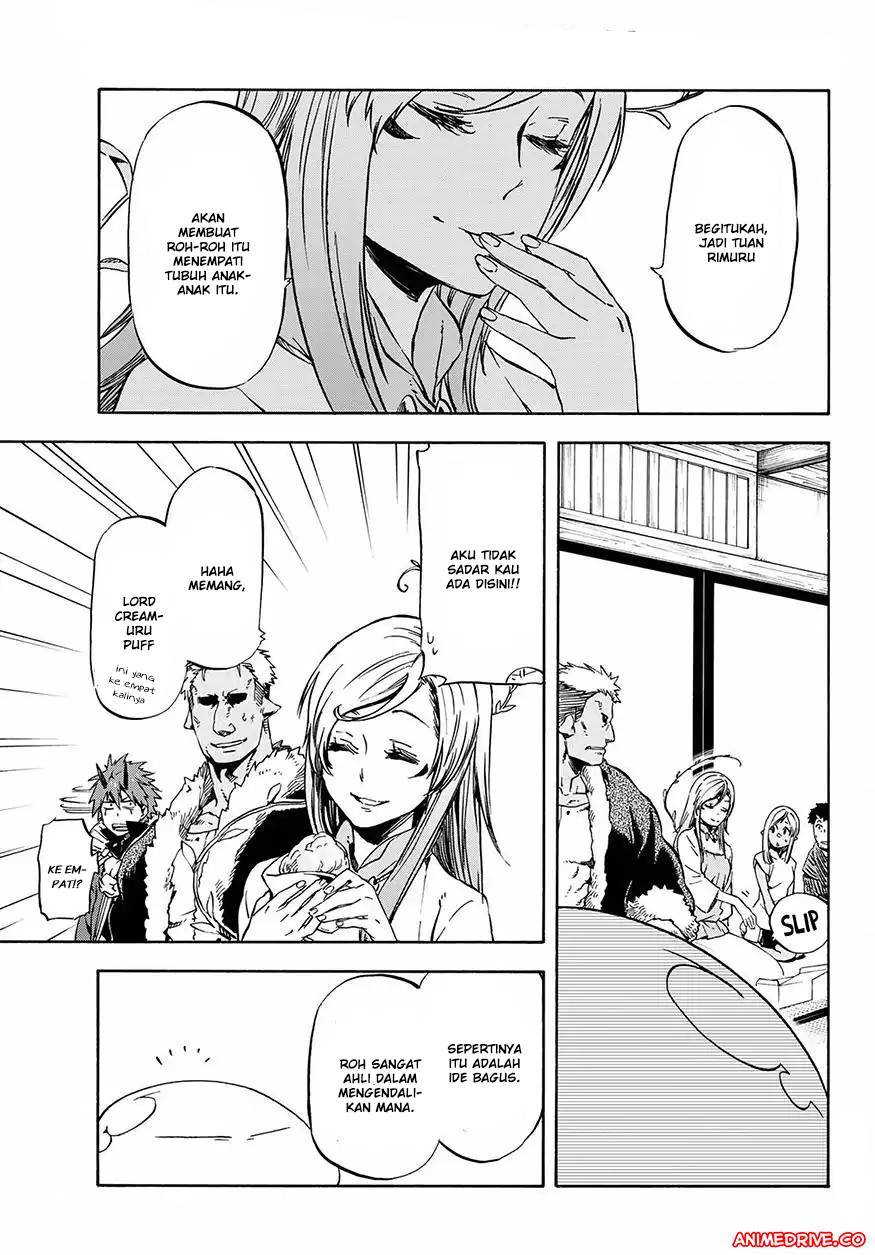 BEGITUKAH,
JADI TUAN
RIMURU
AKAN
MEMBUAT
ROH-ROH ITU
MENEMPATI
TUBUH ANAK-
ANAK ITU.
SLIP
AKU TIDAK
SADAR KAU
ADA DISINI!!
HAHA
MEMANG,
LORD
CREAM-
URU
PUFF
Ini yang
ke empat
kalinya
KE EM-
PATI?
SEPERTINYA
ITU ADALAH
IDE BAGUS.
ROH SANGAT
AHLI DALAM
MENGENDALI-
KAN MANA.
ANIMEDRIVE.CO